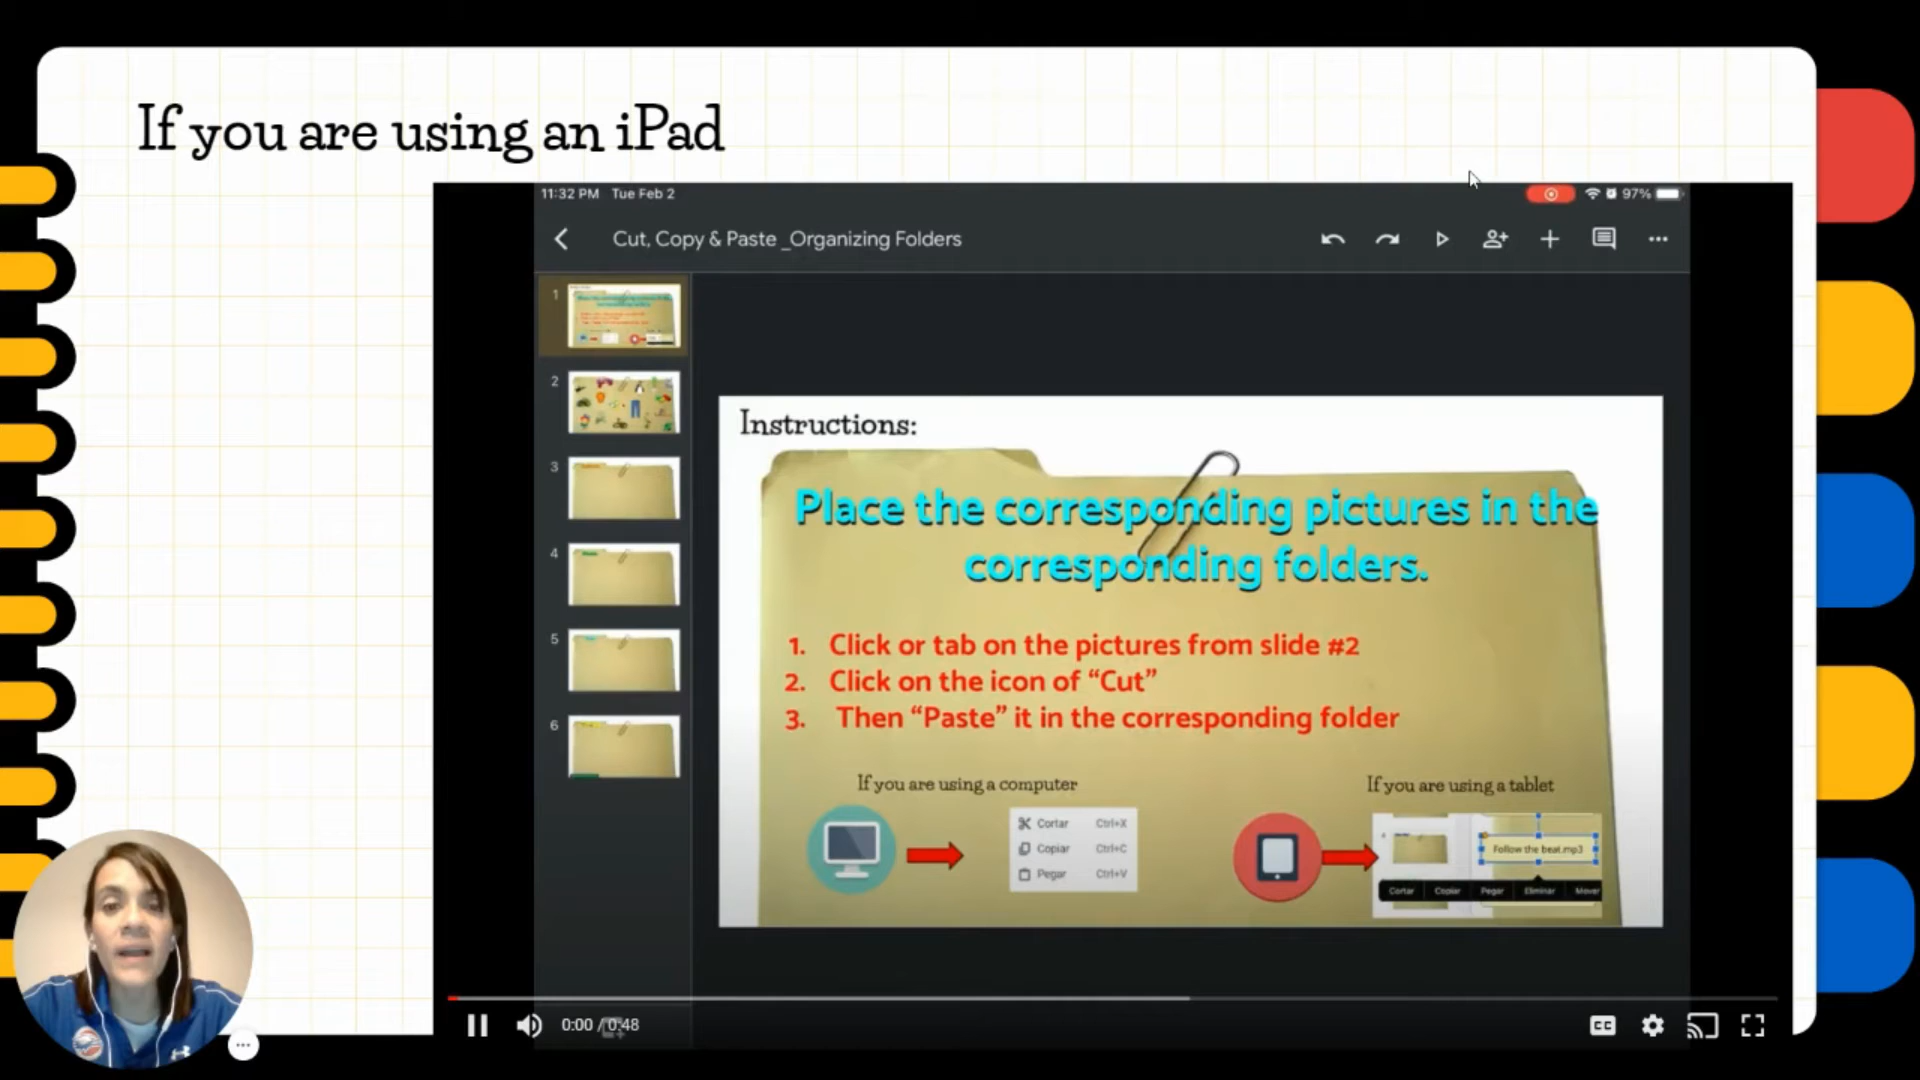 If you are using an iPad
11:32 PM Tue Feb 2
97%
Cut, Copy & Paste _Organizing Folders
1
2
3
4
5
6
Instructions:
Place the corresponding pictures in the
corresponding folders.
1. Click or tab on the pictures from slide #2
2. Click on the icon of “Cut”
3. Then “Paste” it in the corresponding folder
If you are using a computer
Cortar Ctrl+X
Copiar Ctrl+C
Pegar Ctrl+V
If you are using a tablet
Follow the beat.mp3
Cortar Copiar Pegar Eliminar Mover
0:00 / 0:48
CC